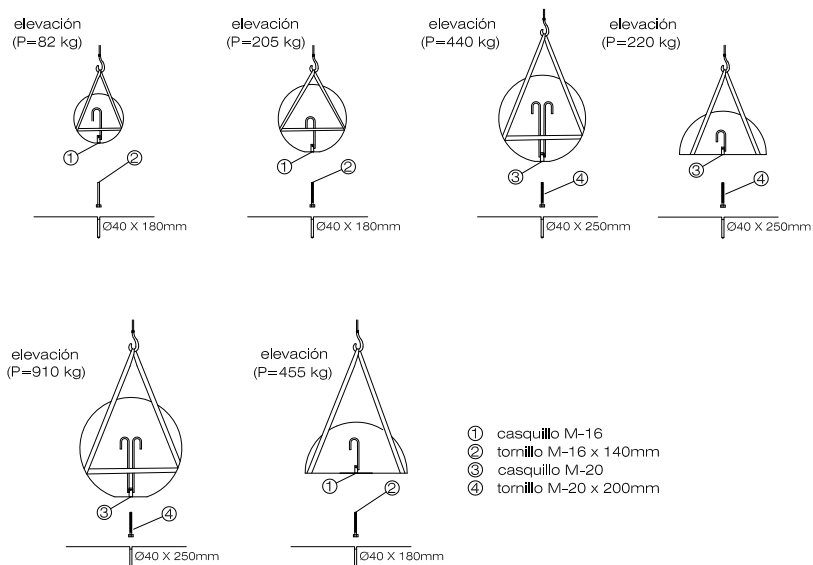 elevación
(P=82 kg)
elevación
(P=205 kg)
elevación
(P=440 kg)
elevación
(P=220 kg)
1
2
1
2
3
4
3
4
Ø40 X 180mm
Ø40 X 180mm
Ø40 X 250mm
Ø40 X 250mm
elevación
(P=910 kg)
elevación
(P=455 kg)
3
4
1
2
Ø40 X 250mm
Ø40 X 180mm
1 casquillo M-16
2 tornillo M-16 x 140mm
3 casquillo M-20
4 tornillo M-20 x 200mm